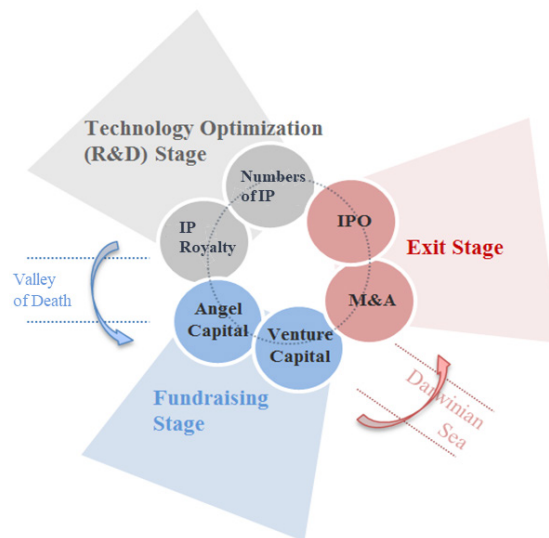 Technology Optimization
(R&D) Stage
Numbers
of IP
IP
Royalty
IPO
Exit Stage
M&A
Valley
of Death
Angel
Capital
Venture
Capital
Fundraising
Stage
Darwinian
Sea